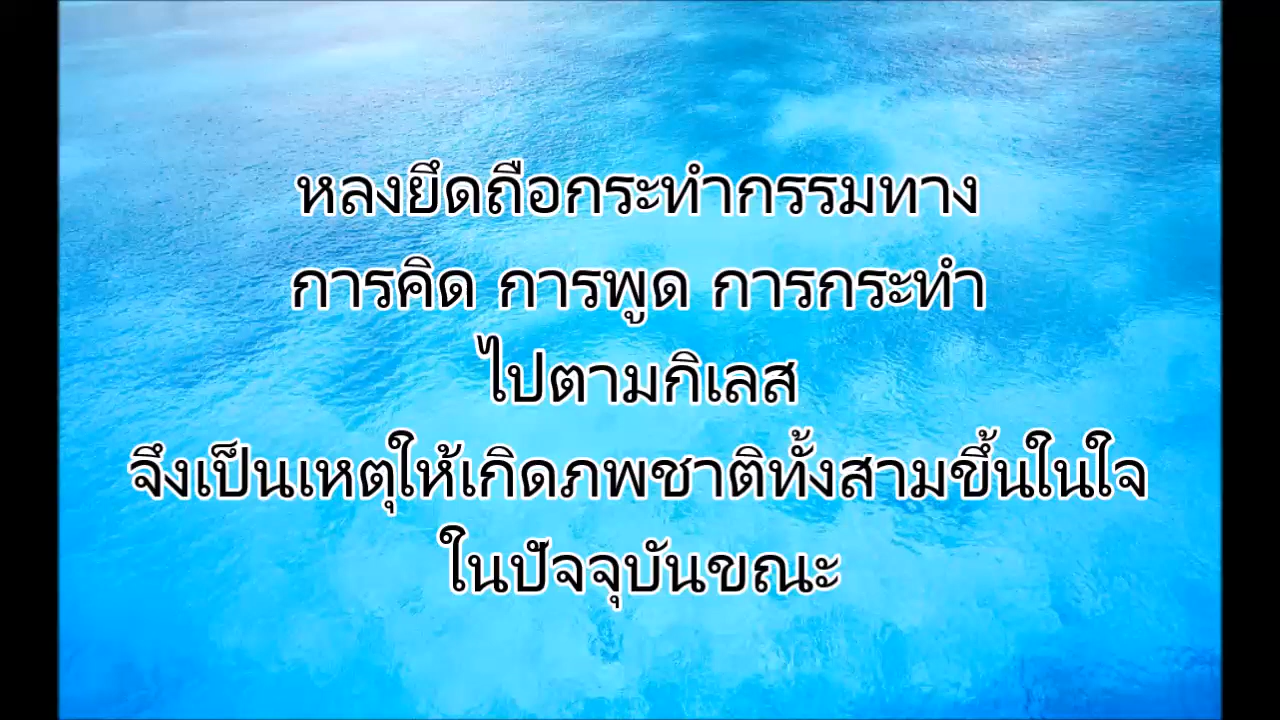 หลงยึดถือกระทำกรรมทาง
การคิด การพูด การกระทำ
ไปตามกิเลส
จึงเป็นเหตุให้เกิดภพชาติทั้งสามขึ้นในใจ
ในปัจจุบันขณะ